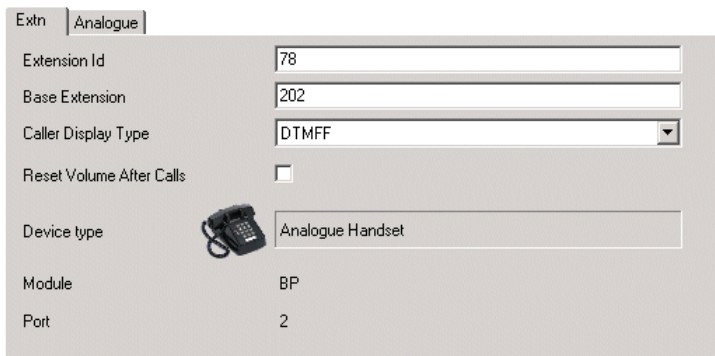 Extn Analogue
Extension Id 78
Base Extension 202
Caller Display Type DTMFF
Reset Volume After Calls
Device type Analogue Handset
Module BP
Port 2